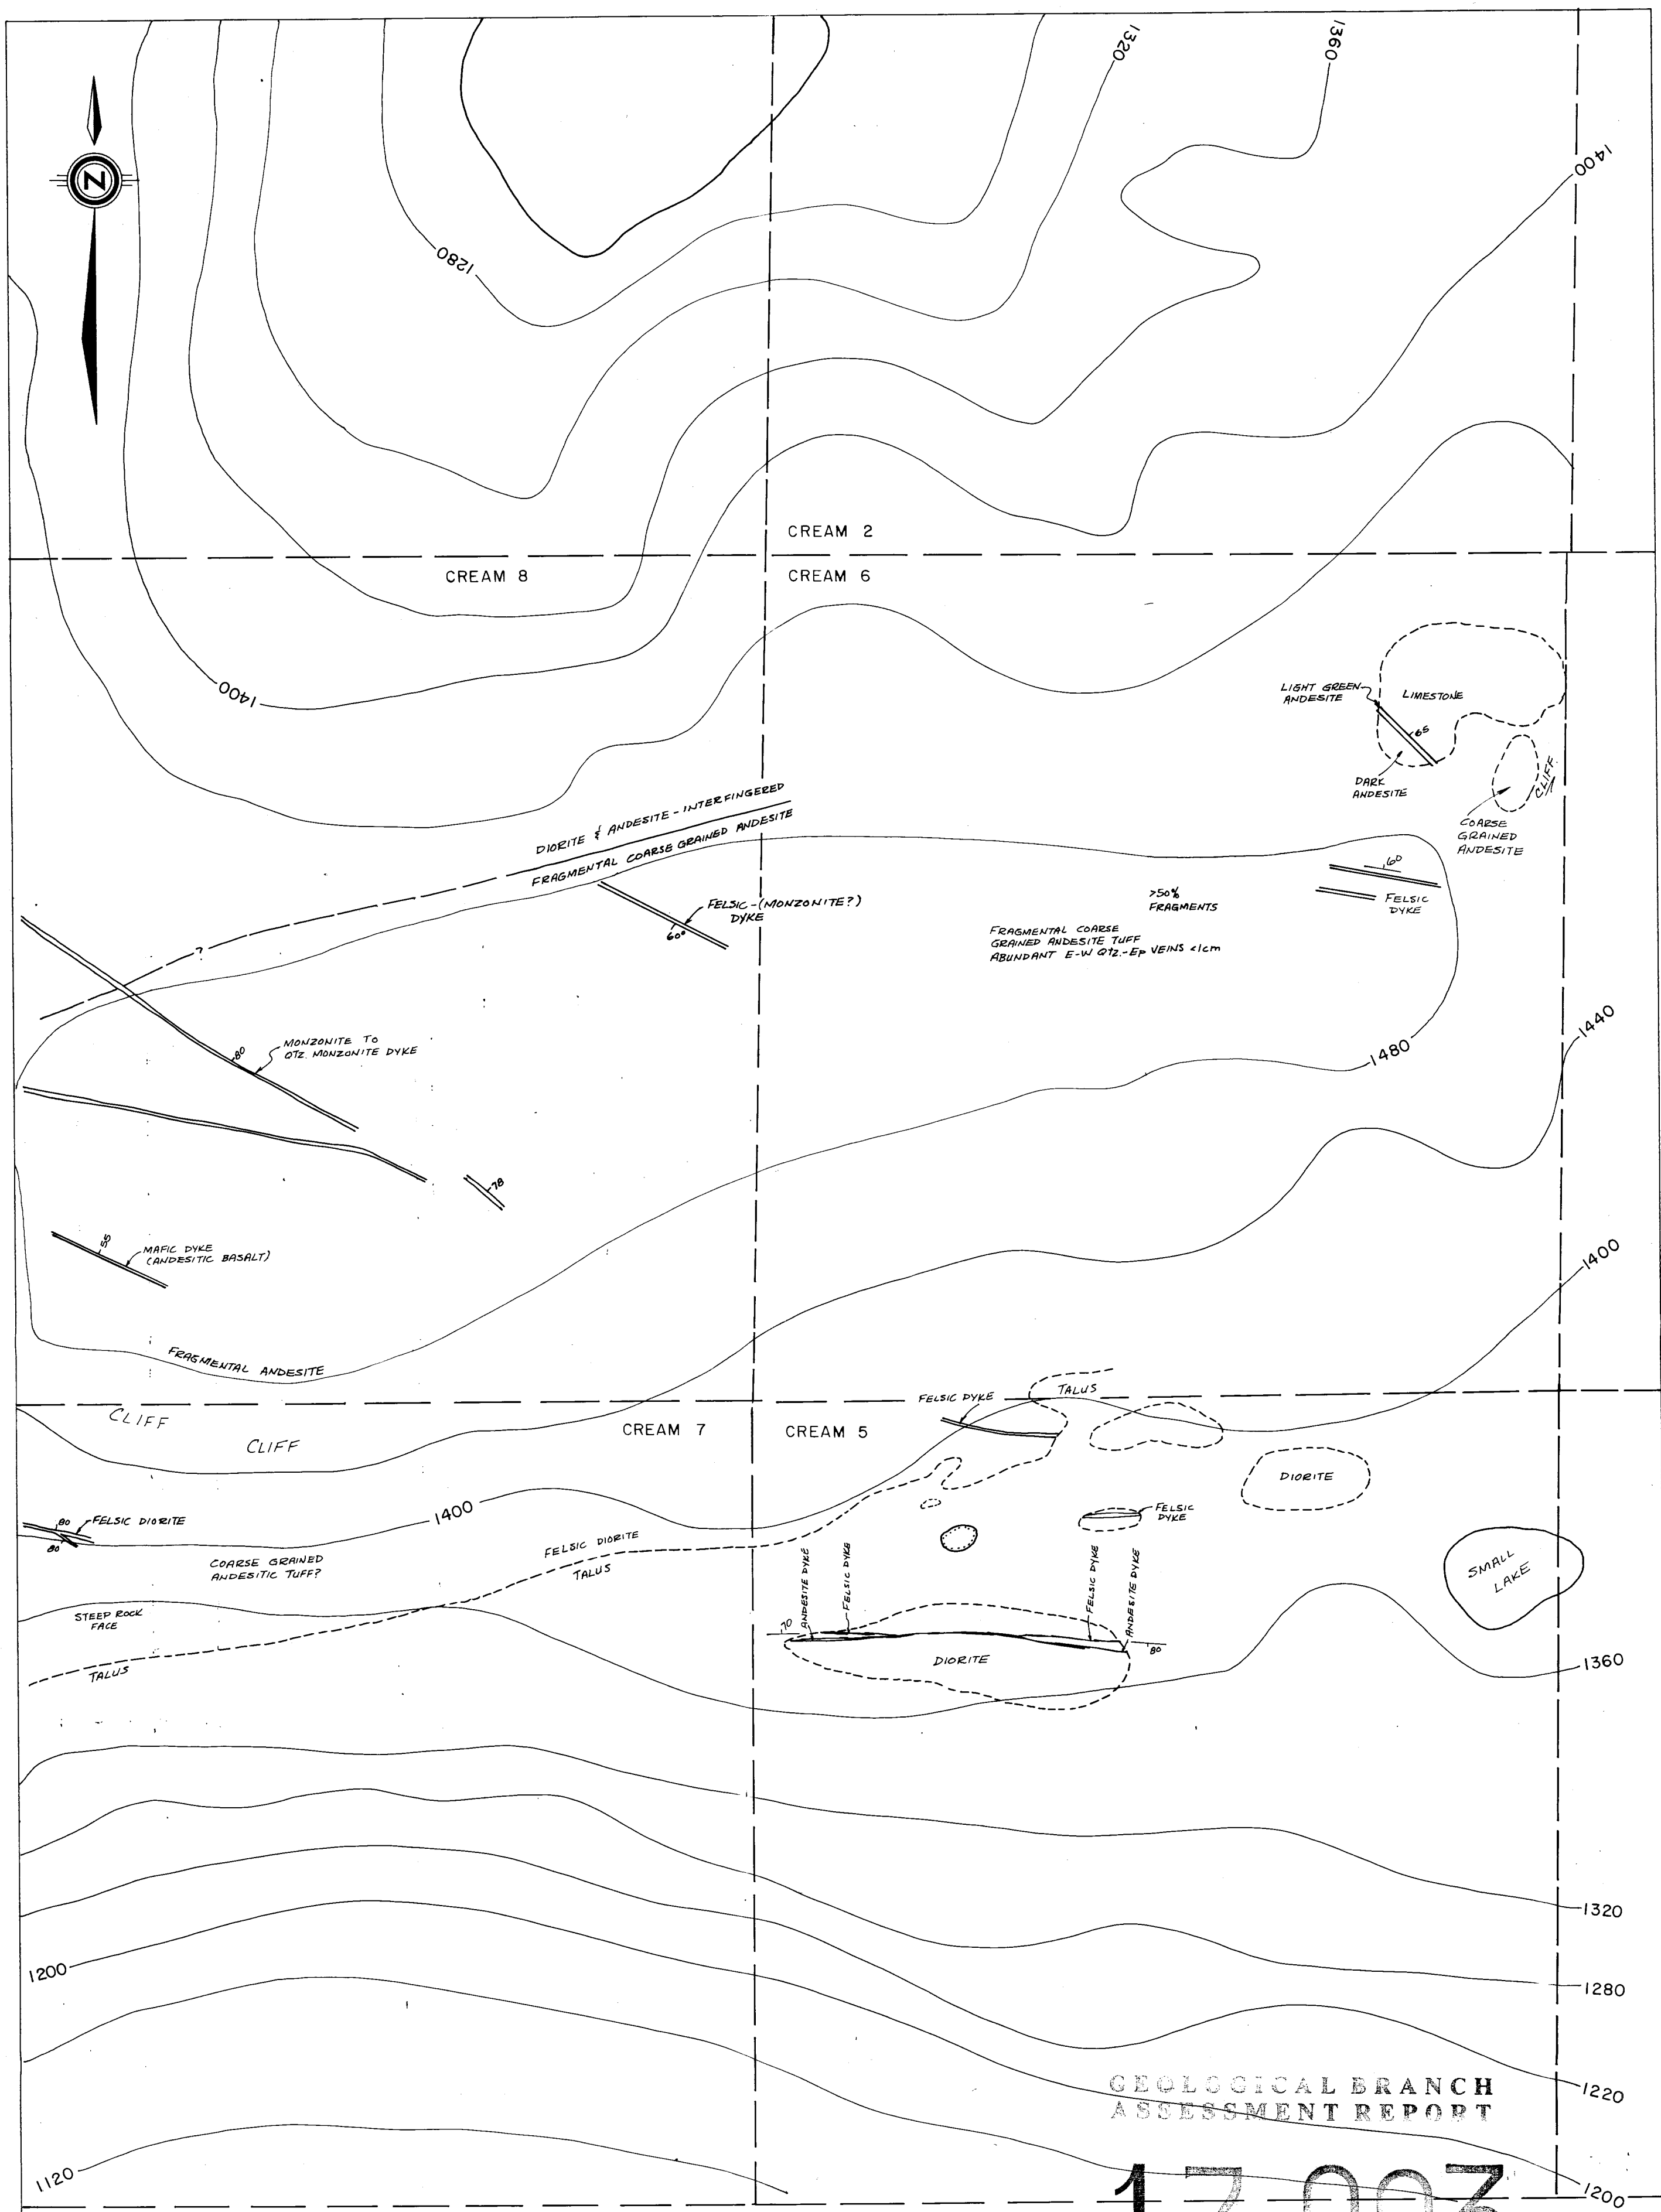 1320
1360
1400
N
1280
CREAM 2
CREAM 8
CREAM 6
1400
LIGHT GREEN
ANDESITE
LIMESTONE
65
DARK
ANDESITE
CLIFF
COARSE
GRAINED
ANDESITE
DIORITE & ANDESITE - INTERFINGERED
FRAGMENTAL COARSE GRAINED ANDESITE
FELSIC-(MONZONITE?)
DYKE
60°
>50%
FRAGMENTS
60
FELSIC
DYKE
FRAGMENTAL COARSE
GRAINED ANDESITE TUFF
ABUNDANT E-W QTZ.-EP VEINS <1cm
?
80
MONZONITE TO
QTZ. MONZONITE DYKE
1480
1440
78
55
MAFIC DYKE
(ANDESITIC BASALT)
1400
FRAGMENTAL ANDESITE
CLIFF
CLIFF
CREAM 7
CREAM 5
FELSIC DYKE
TALUS
DIORITE
1400
80
FELSIC DIORITE
80
COARSE GRAINED
ANDESITIC TUFF?
FELSIC DIORITE
TALUS
FELSIC
DYKE
SMALL
LAKE
ANDESITE DYKE
FELSIC DYKE
FELSIC DYKE
ANDESITE DYKE
STEEP ROCK
FACE
TALUS
70
80
DIORITE
1360
1320
1200
1280
1220
GEOLOGICAL BRANCH
ASSESSMENT REPORT
1120
17,003
1200